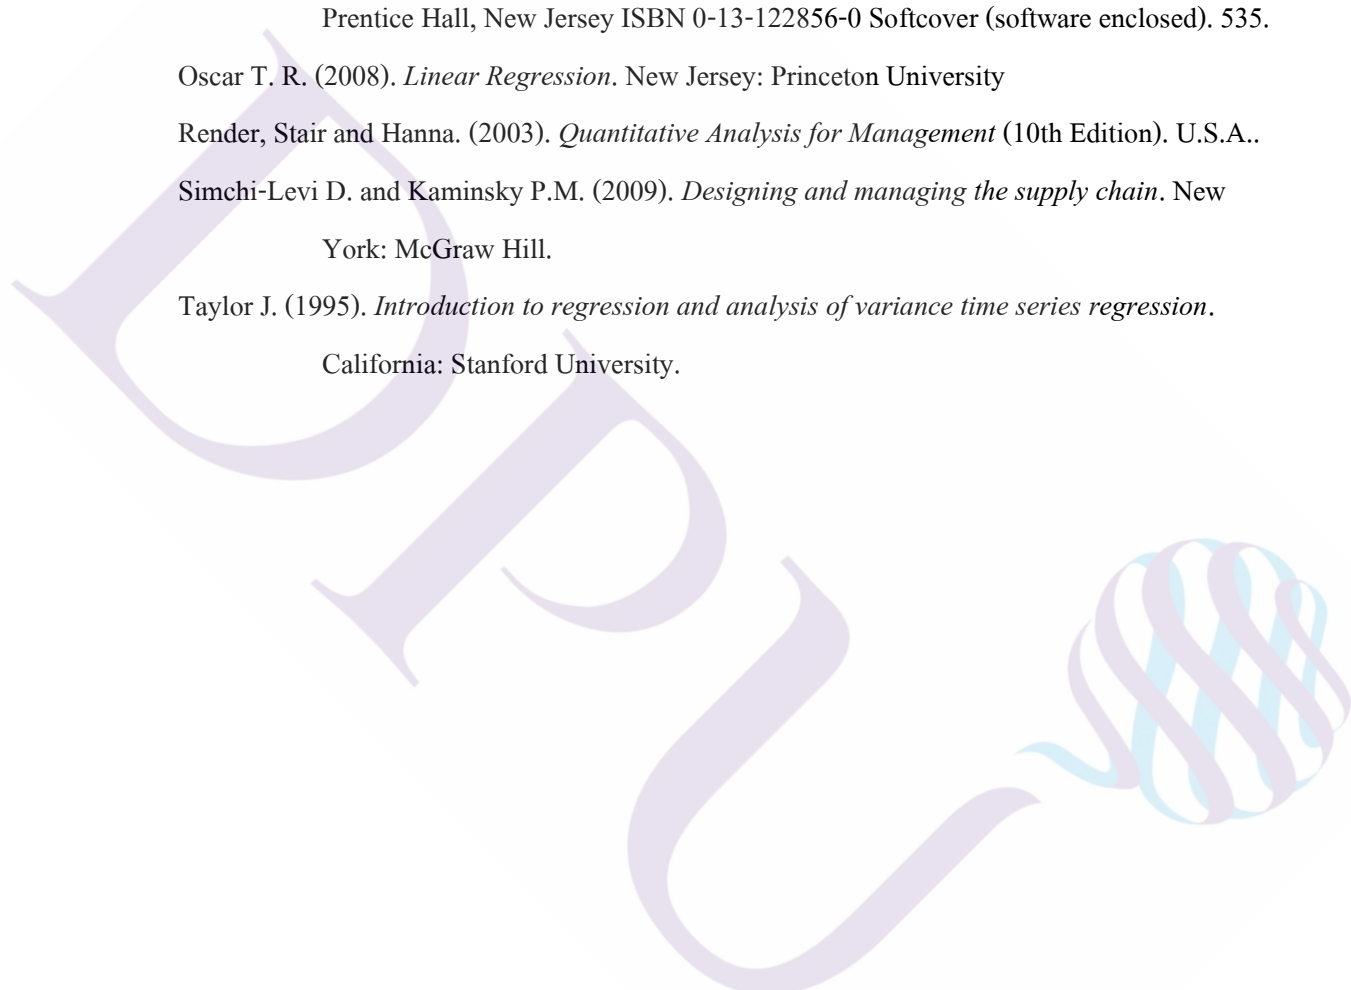 Prentice Hall, New Jersey ISBN 0-13-122856-0 Softcover (software enclosed). 535.
Oscar T. R. (2008). Linear Regression. New Jersey: Princeton University
Render, Stair and Hanna. (2003). Quantitative Analysis for Management (10th Edition). U.S.A..
Simchi-Levi D. and Kaminsky P.M. (2009). Designing and managing the supply chain. New
York: McGraw Hill.
Taylor J. (1995). Introduction to regression and analysis of variance time series regression.
California: Stanford University.
DPU